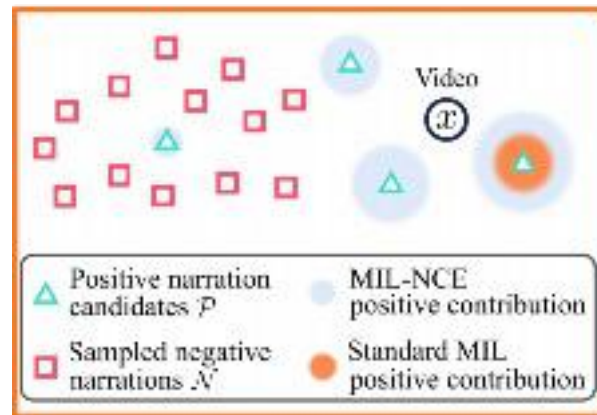 Video
x
Positive narration
candidates 𝒫
MIL-NCE
positive contribution
Sampled negative
narrations 𝒩
Standard MIL
positive contribution